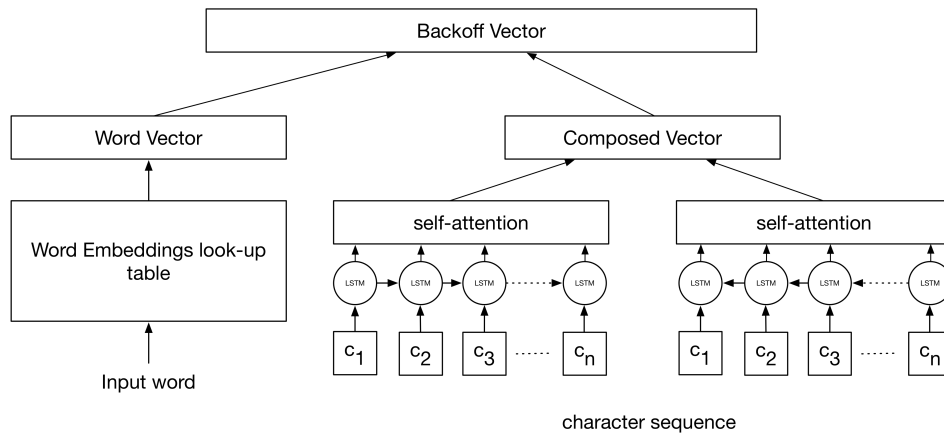 Backoff Vector
Word Vector
Composed Vector
Word Embeddings look-up
table
self-attention
self-attention
LSTM LSTM LSTM LSTM
LSTM LSTM LSTM LSTM
c1 c2 c3 ...... cn
c1 c2 c3 ...... cn
Input word
character sequence